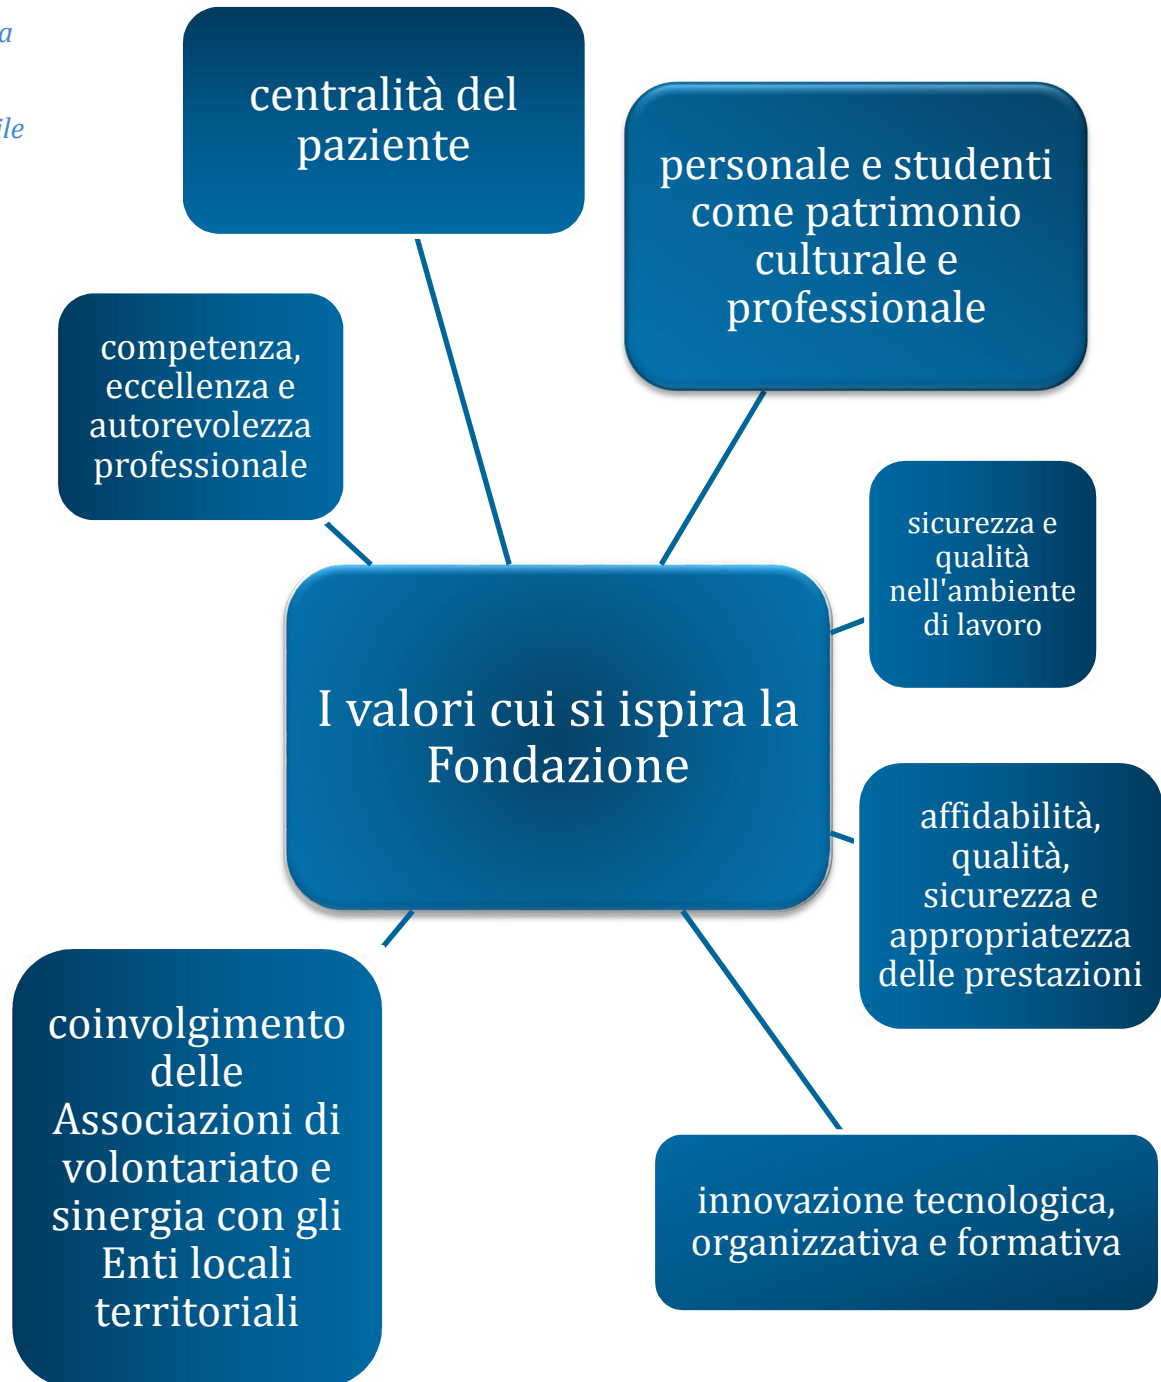 centralità del
paziente
personale e studenti
come patrimonio
culturale e
professionale
competenza,
eccellenza e
autorevolezza
professionale
sicurezza e
qualità
nell'ambiente
di lavoro
I valori cui si ispira la
Fondazione
affidabilità,
qualità,
sicurezza e
appropriatezza
delle prestazioni
coinvolgimento
delle
Associazioni di
volontariato e
sinergia con gli
Enti locali
territoriali
innovazione tecnologica,
organizzativa e formativa